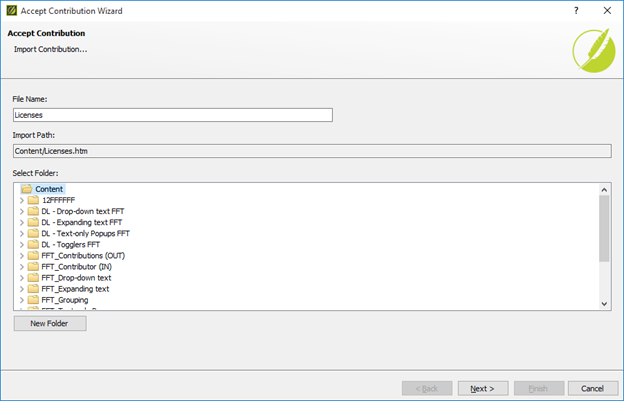 Accept Contribution Wizard
Accept Contribution
Import Contribution...
File Name:
Licenses
Import Path:
Content/Licenses.htm
Select Folder:
Content
12FFFFFF
DL - Drop-down text FFT
DL - Expanding text FFT
DL - Text-only Popups FFT
DL - Togglers FFT
FFT_Contributions (OUT)
FFT_Contributor (IN)
FFT_Drop-down text
FFT_Expanding text
FFT_Grouping
New Folder
< Back Next > Finish Cancel